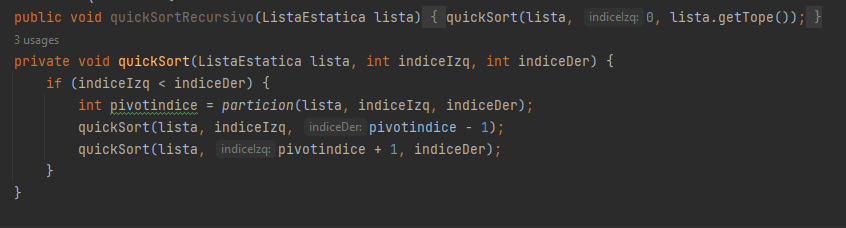 public void quickSortRecursivo(ListaEstatica lista) { quickSort(lista, indiceIzq: 0, lista.getTope()); }
3 usages
private void quickSort(ListaEstatica lista, int indiceIzq, int indiceDer) {
if (indiceIzq < indiceDer) {
int pivotindice = particion(lista, indiceIzq, indiceDer);
quickSort(lista, indiceIzq, indiceDer: pivotindice - 1);
quickSort(lista, indiceIzq: pivotindice + 1, indiceDer);
}
}